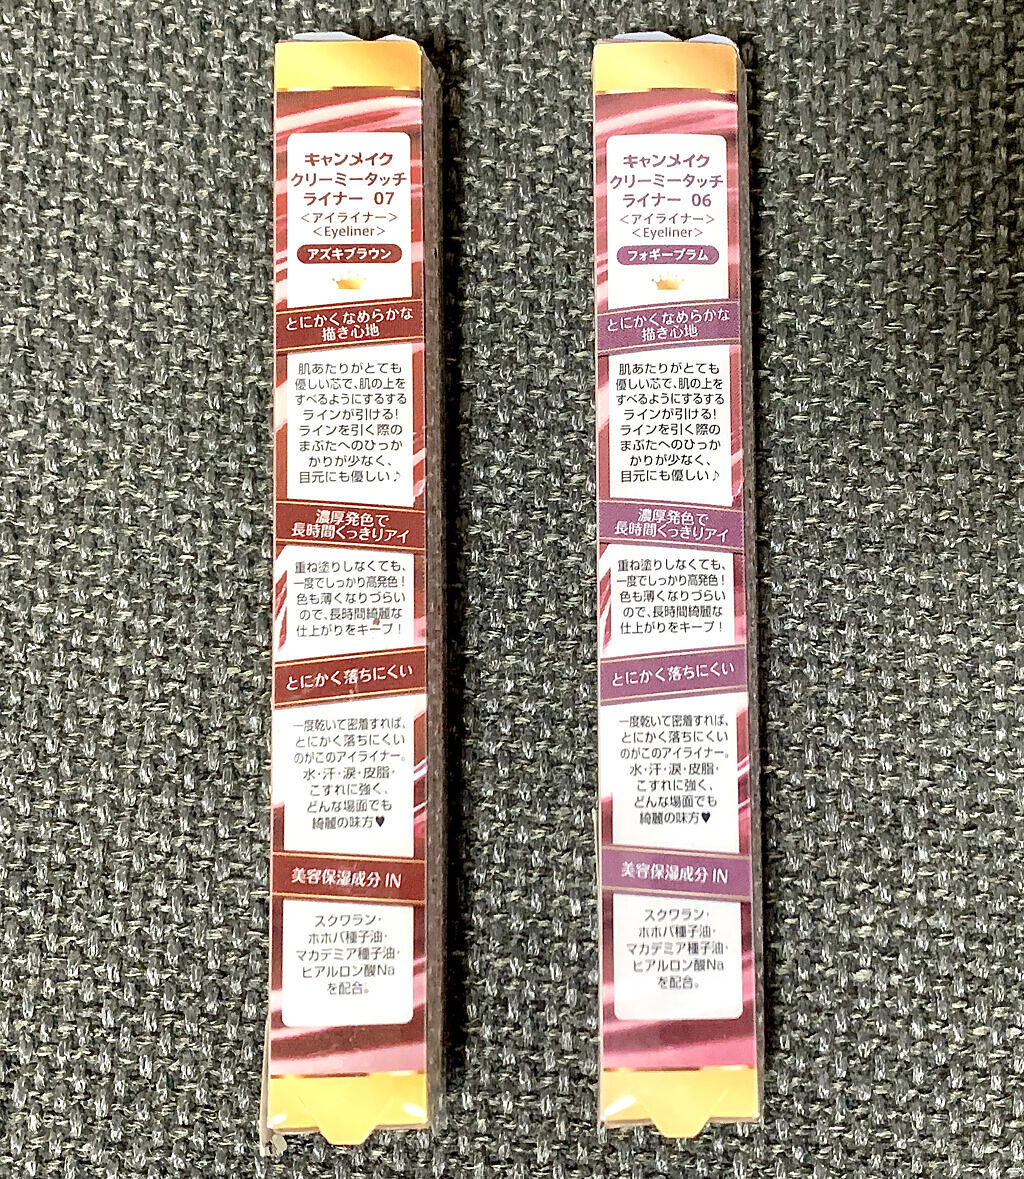 キャンメイク
クリーミータッチ
ライナー 07
＜アイライナー＞
＜Eyeliner＞
アズキブラウン
とにかくなめらかな
描き心地
肌あたりがとても
優しい芯で、肌の上を
すべるようにするする
ラインが引ける！
ラインを引く際の
まぶたへのひっか
かりが少なく、
目元にも優しい♪
濃厚発色で
長時間くっきりアイ
重ね塗りしなくても、
一度でしっかり高発色！
色も薄くなりづらい
ので、長時間綺麗な
仕上がりをキープ！
とにかく落ちにくい
一度乾いて密着すれば、
とにかく落ちにくい
のがこのアイライナー。
水・汗・涙・皮脂・
こすれに強く、
どんな場面でも
綺麗の味方♥
美容保湿成分 IN
スクワラン・
ホホバ種子油・
マカデミア種子油・
ヒアルロン酸Na
を配合。
キャンメイク
クリーミータッチ
ライナー 06
＜アイライナー＞
＜Eyeliner＞
フォギープラム
とにかくなめらかな
描き心地
肌あたりがとても
優しい芯で、肌の上を
すべるようにするする
ラインが引ける！
ラインを引く際の
まぶたへのひっか
かりが少なく、
目元にも優しい♪
濃厚発色で
長時間くっきりアイ
重ね塗りしなくても、
一度でしっかり高発色！
色も薄くなりづらい
ので、長時間綺麗な
仕上がりをキープ！
とにかく落ちにくい
一度乾いて密着すれば、
とにかく落ちにくい
のがこのアイライナー。
水・汗・涙・皮脂・
こすれに強く、
どんな場面でも
綺麗の味方♥
美容保湿成分 IN
スクワラン・
ホホバ種子油・
マカデミア種子油・
ヒアルロン酸Na
を配合。